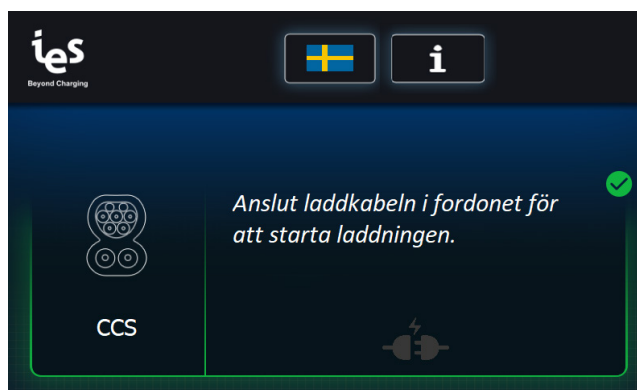 ies
Beyond Charging
i
Anslut laddkabeln i fordonet för
att starta laddningen.
CCS